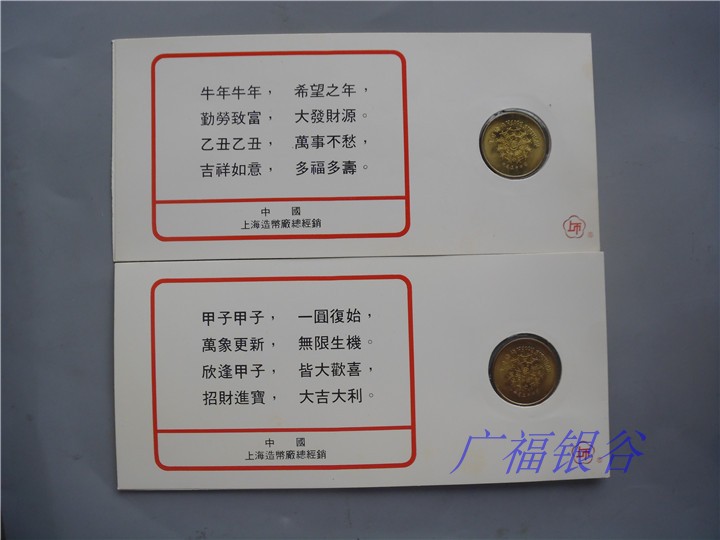 牛年牛年， 希望之年，
勤勞致富， 大發財源。
乙丑乙丑， 萬事不愁，
吉祥如意， 多福多壽。
中 國
上海造幣廠總經銷
甲子甲子， 一圓復始，
萬象更新， 無限生機。
欣逢甲子， 皆大歡喜，
招財進寶， 大吉大利。
中 國
上海造幣廠總經銷
广福银谷